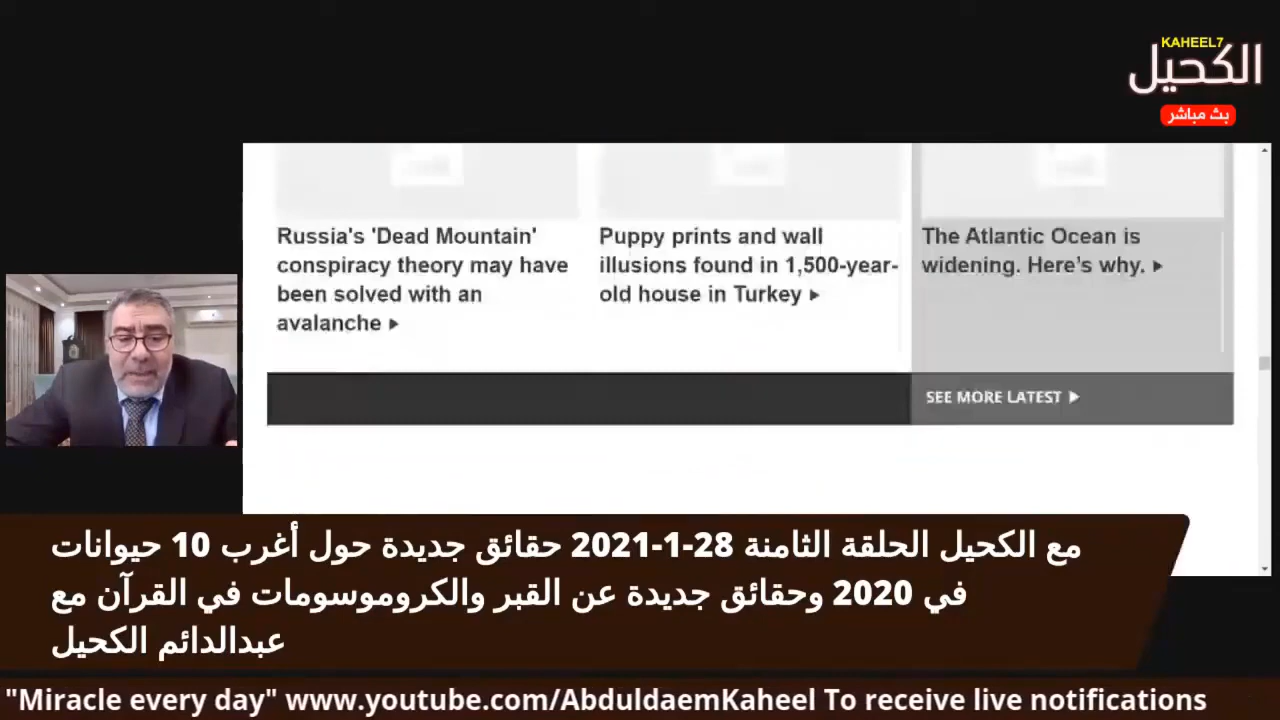 KAHEEL7
الكحيل
بث مباشر
Russia's 'Dead Mountain'
conspiracy theory may have
been solved with an
avalanche
Puppy prints and wall
illusions found in 1,500-year-
old house in Turkey
The Atlantic Ocean is
widening. Here's why.
SEE MORE LATEST
مع الكحيل الحلقة الثامنة 28-1-2021 حقائق جديدة حول أغرب 10 حيوانات
في 2020 وحقائق جديدة عن القبر والكروموسومات في القرآن مع
عبدالدائم الكحيل
"Miracle every day" www.youtube.com/AbduldaemKaheel To receive live notifications